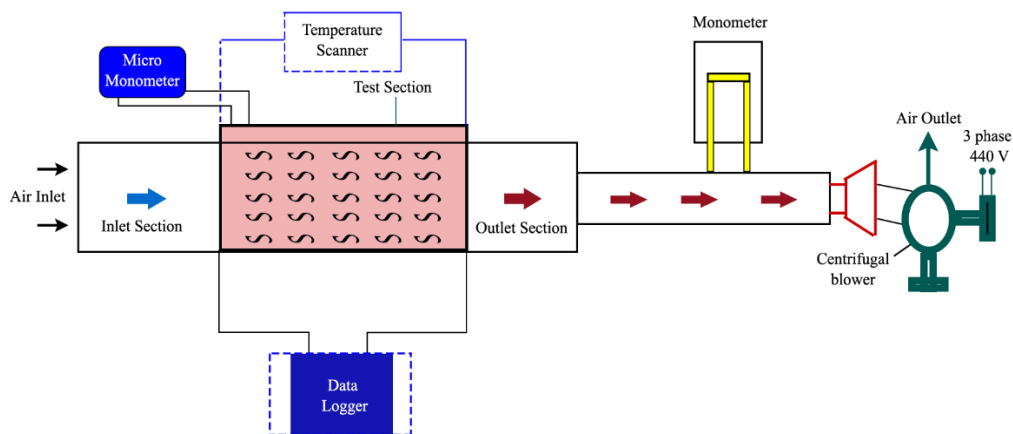 Temperature
Scanner
Monometer
Micro
Monometer
Test Section
Air Outlet
3 phase
440 V
Air Inlet
Inlet Section
Outlet Section
Centrifugal
blower
Data
Logger